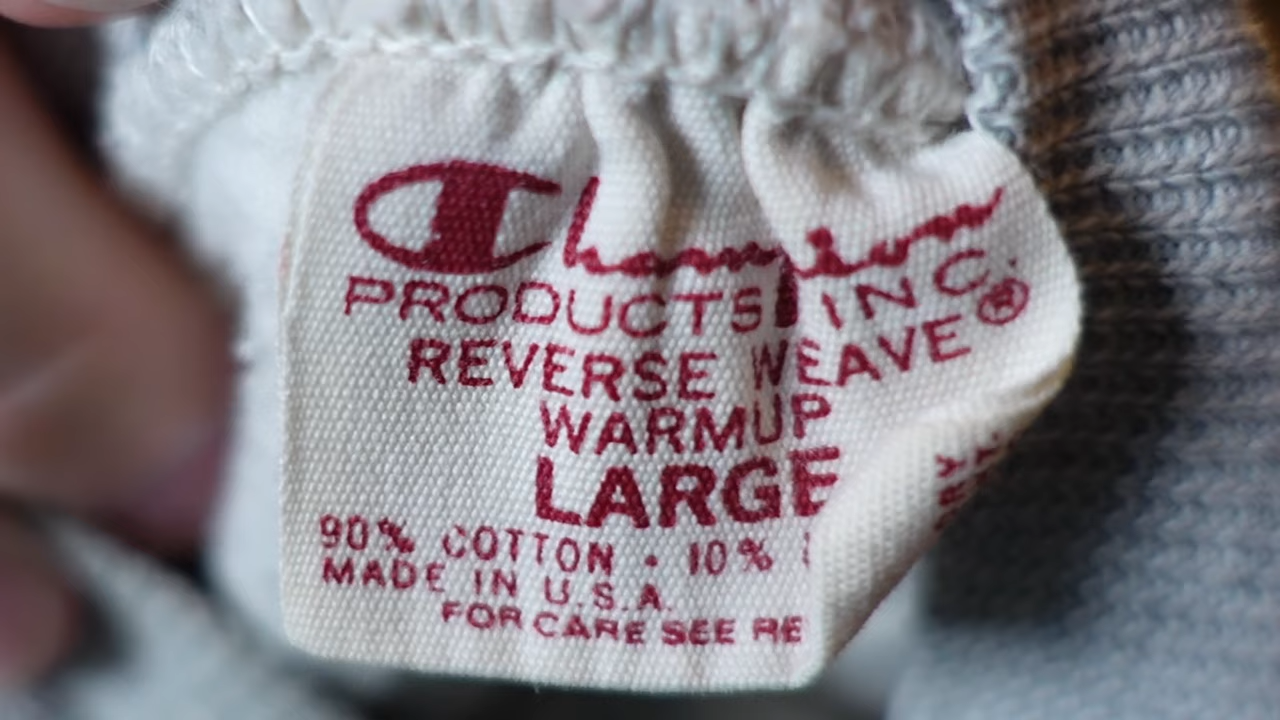 Champion
PRODUCTS INC.
REVERSE WEAVE®
WARMUP
LARGE
90% COTTON • 10%
MADE IN U.S.A.
FOR CARE SEE RE